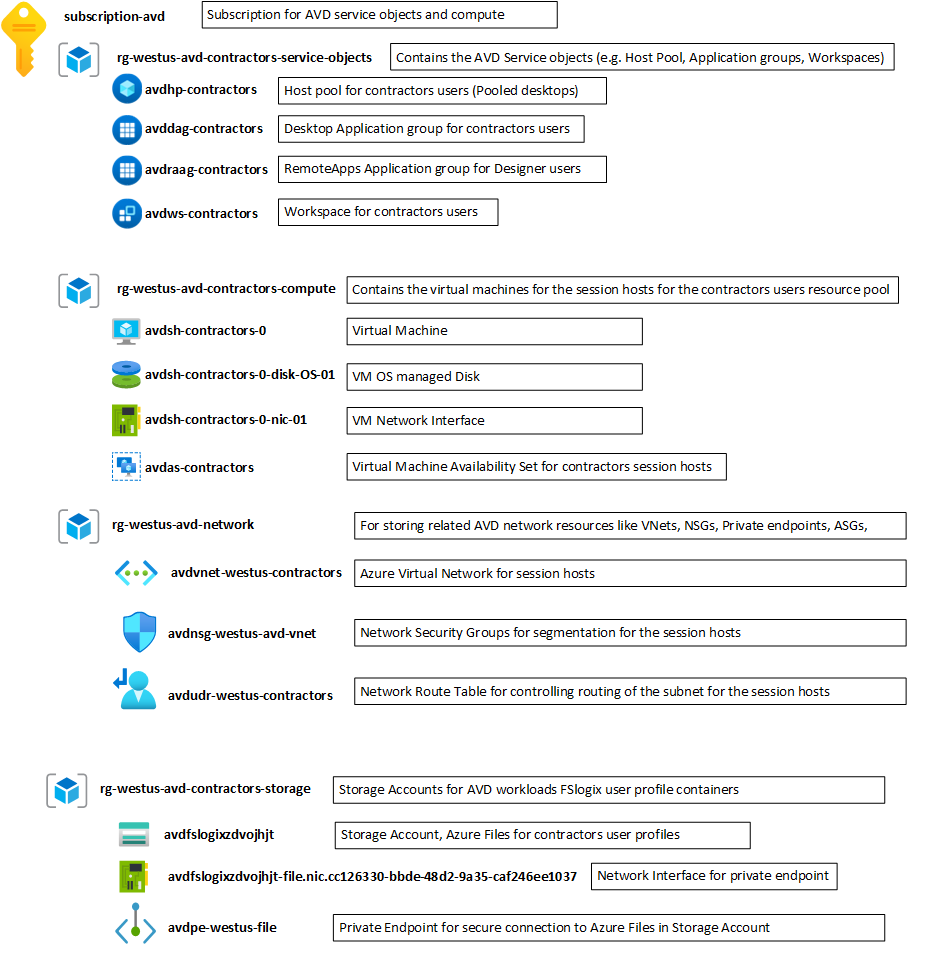 subscription-avd
Subscription for AVD service objects and compute
rg-westus-avd-contractors-service-objects
Contains the AVD Service objects (e.g. Host Pool, Application groups, Workspaces)
avdhp-contractors
Host pool for contractors users (Pooled desktops)
avddag-contractors
Desktop Application group for contractors users
avdraag-contractors
RemoteApps Application group for Designer users
avdws-contractors
Workspace for contractors users
rg-westus-avd-contractors-compute
Contains the virtual machines for the session hosts for the contractors users resource pool
avdsh-contractors-0
Virtual Machine
avdsh-contractors-0-disk-OS-01
VM OS managed Disk
avdsh-contractors-0-nic-01
VM Network Interface
avdas-contractors
Virtual Machine Availability Set for contractors session hosts
rg-westus-avd-network
For storing related AVD network resources like VNets, NSGs, Private endpoints, ASGs,
avdvnet-westus-contractors
Azure Virtual Network for session hosts
avdnsg-westus-avd-vnet
Network Security Groups for segmentation for the session hosts
avdudr-westus-contractors
Network Route Table for controlling routing of the subnet for the session hosts
rg-westus-avd-contractors-storage
Storage Accounts for AVD workloads FSlogix user profile containers
avdfslogixzdvojhjt
Storage Account, Azure Files for contractors user profiles
avdfslogixzdvojhjt-file.nic.cc126330-bbde-48d2-9a35-caf246ee1037
Network Interface for private endpoint
avdpe-westus-file
Private Endpoint for secure connection to Azure Files in Storage Account